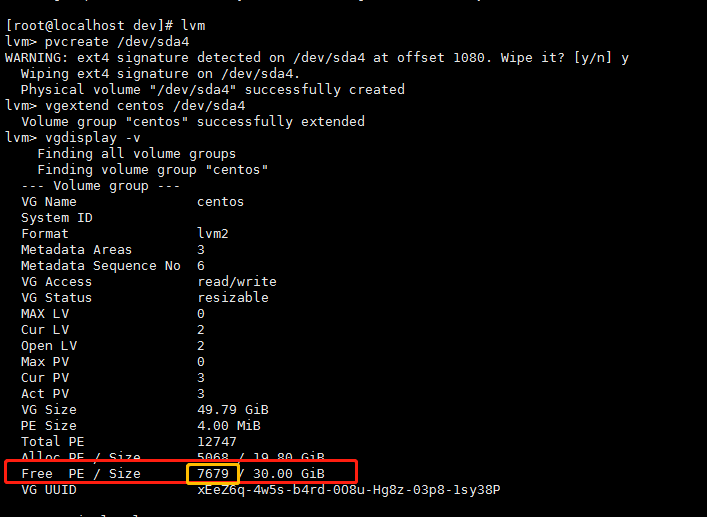 [root@localhost dev]# lvm
lvm> pvcreate /dev/sda4
WARNING: ext4 signature detected on /dev/sda4 at offset 1080. Wipe it? [y/n] y
  Wiping ext4 signature on /dev/sda4.
  Physical volume "/dev/sda4" successfully created
lvm> vgextend centos /dev/sda4
  Volume group "centos" successfully extended
lvm> vgdisplay -v
    Finding all volume groups
    Finding volume group "centos"
  --- Volume group ---
  VG Name               centos
  System ID
  Format                lvm2
  Metadata Areas        3
  Metadata Sequence No  6
  VG Access             read/write
  VG Status             resizable
  MAX LV                0
  Cur LV                2
  Open LV               2
  Max PV                0
  Cur PV                3
  Act PV                3
  VG Size               49.79 GiB
  PE Size               4.00 MiB
  Total PE              12747
  Alloc PE / Size       5068 / 19.80 GiB
  Free  PE / Size       7679 / 30.00 GiB
  VG UUID               xEeZ6q-4w5s-b4rd-0O8u-Hg8z-03p8-1sy38P